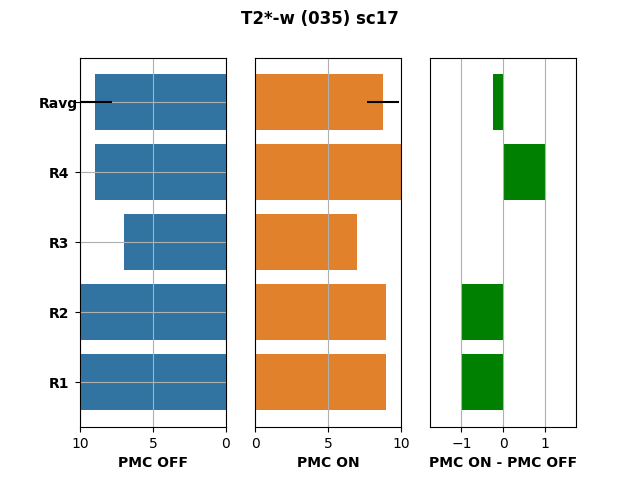 T2*-w (035) sc17
Ravg
R4
R3
R2
R1
10 5 0
0 5 10
−1 0 1
PMC OFF
PMC ON
PMC ON - PMC OFF